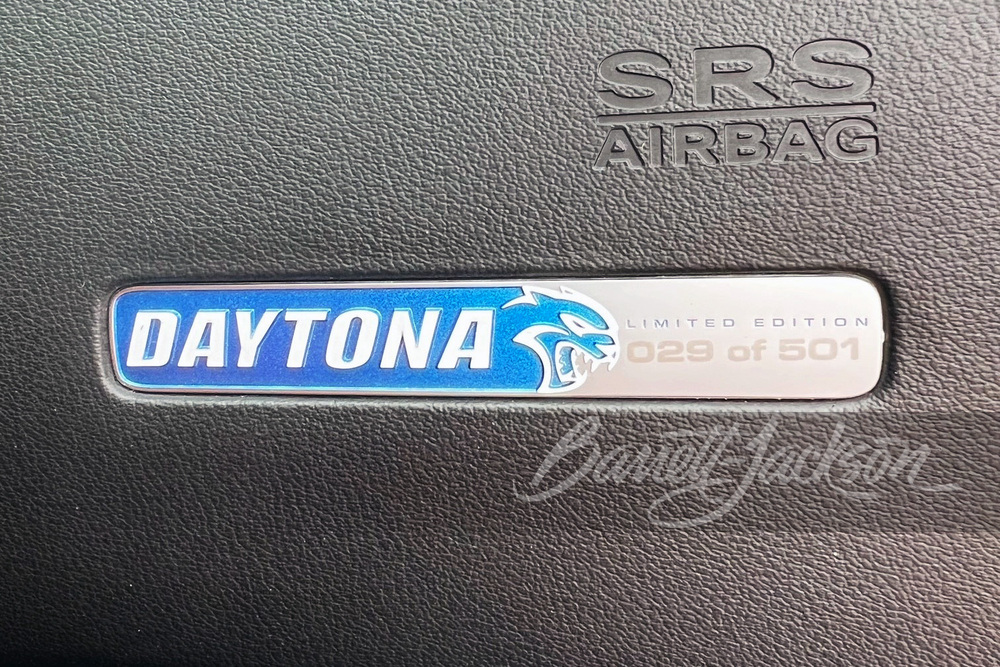 SRS
AIRBAG
DAYTONA
LIMITED EDITION
029 of 501
Barrett-Jackson